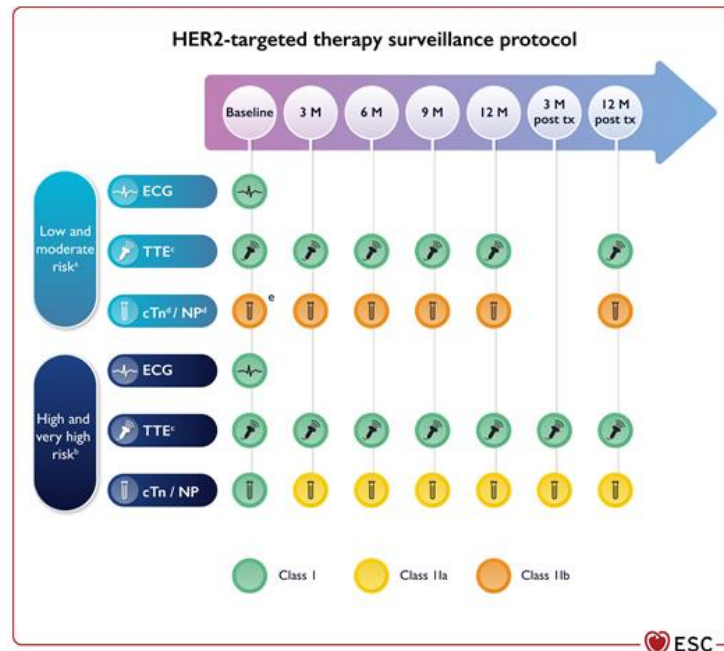 HER2-targeted therapy surveillance protocol
Baseline
3 M
6 M
9 M
12 M
3 M
post tx
12 M
post tx
Low and
moderate
riskᵃ
ECG
TTEᶜ
cTnᵈ / NPᵈ
e
High and
very high
riskᵇ
ECG
TTEᶜ
cTn / NP
Class I
Class IIa
Class IIb
ESC